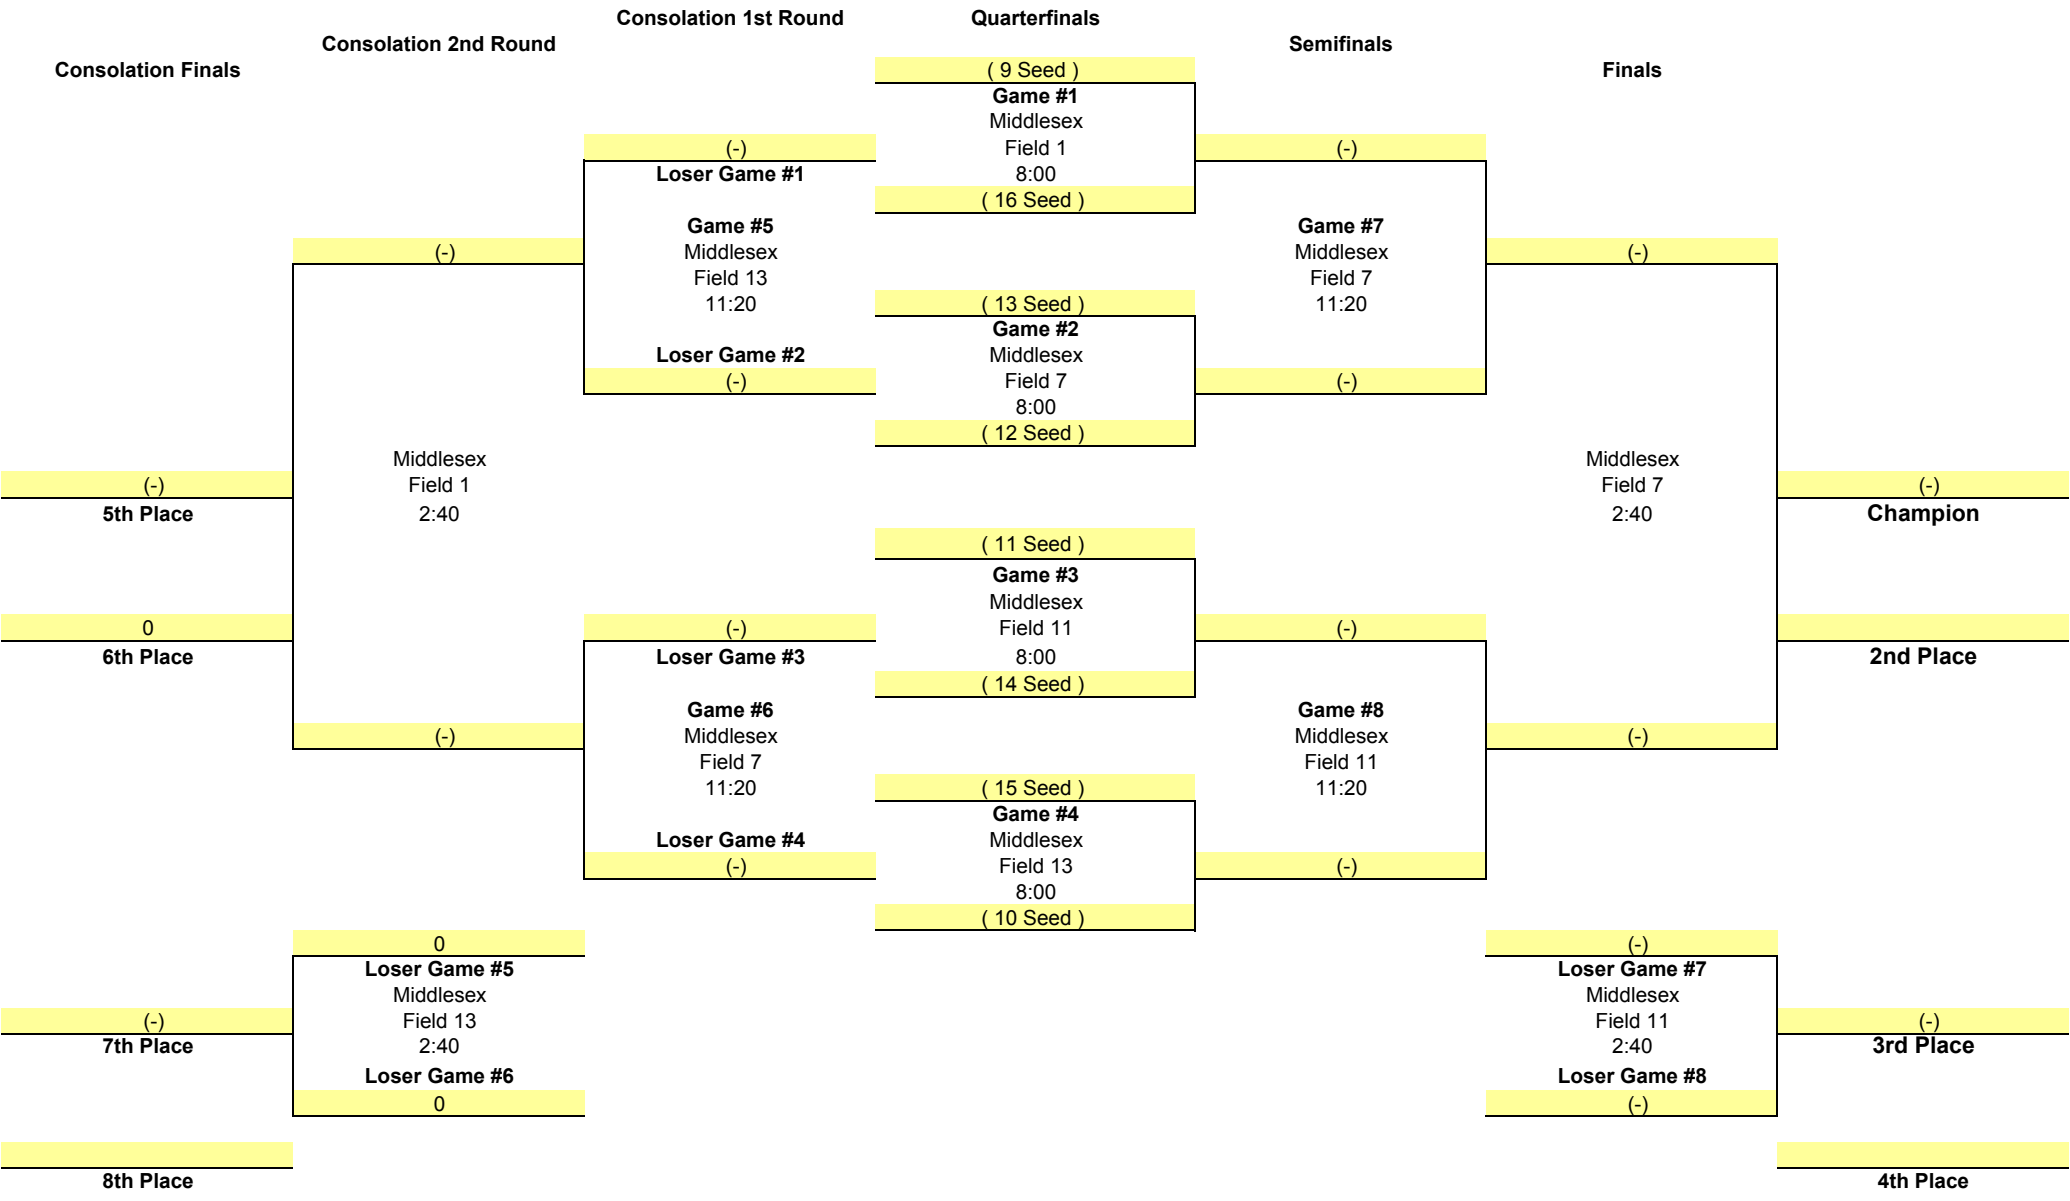 Consolation 1st Round
Quarterfinals
Consolation 2nd Round
Semifinals
Consolation Finals
Finals
( 9 Seed )
Game #1
Middlesex
Field 1
8:00
( 16 Seed )
( 13 Seed )
Game #2
Middlesex
Field 7
8:00
( 12 Seed )
( 11 Seed )
Game #3
Middlesex
Field 11
8:00
( 14 Seed )
( 15 Seed )
Game #4
Middlesex
Field 13
8:00
( 10 Seed )
(-)
Loser Game #1
Game #5
Middlesex
Field 13
11:20
Loser Game #2
(-)
(-)
Loser Game #3
Game #6
Middlesex
Field 7
11:20
Loser Game #4
(-)
(-)
Middlesex
Field 1
2:40
(-)
0
Loser Game #5
Middlesex
Field 13
2:40
Loser Game #6
0
(-)
5th Place
0
6th Place
(-)
7th Place
8th Place
(-)
Game #7
Middlesex
Field 7
11:20
(-)
(-)
Game #8
Middlesex
Field 11
11:20
(-)
(-)
Middlesex
Field 7
2:40
(-)
(-)
Loser Game #7
Middlesex
Field 11
2:40
Loser Game #8
(-)
(-)
Champion
2nd Place
(-)
3rd Place
4th Place